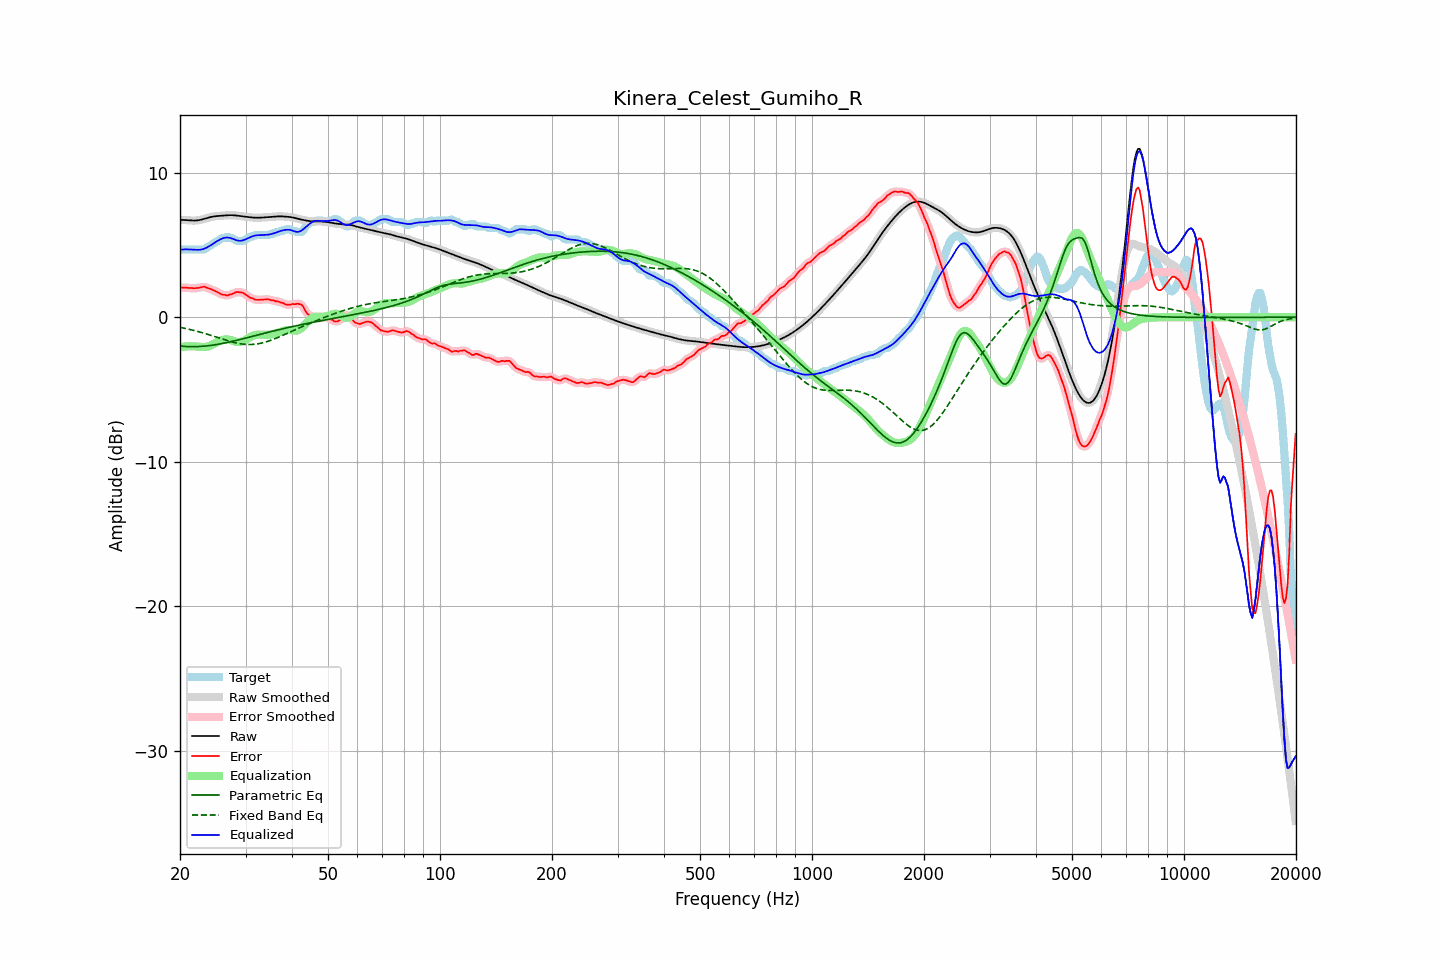 Kinera_Celest_Gumiho_R
10
0
−10
−20
−30
Amplitude (dBr)
Target
Raw Smoothed
Error Smoothed
Raw
Error
Equalization
Parametric Eq
Fixed Band Eq
Equalized
20 50 100 200 500 1000 2000 5000 10000 20000
Frequency (Hz)